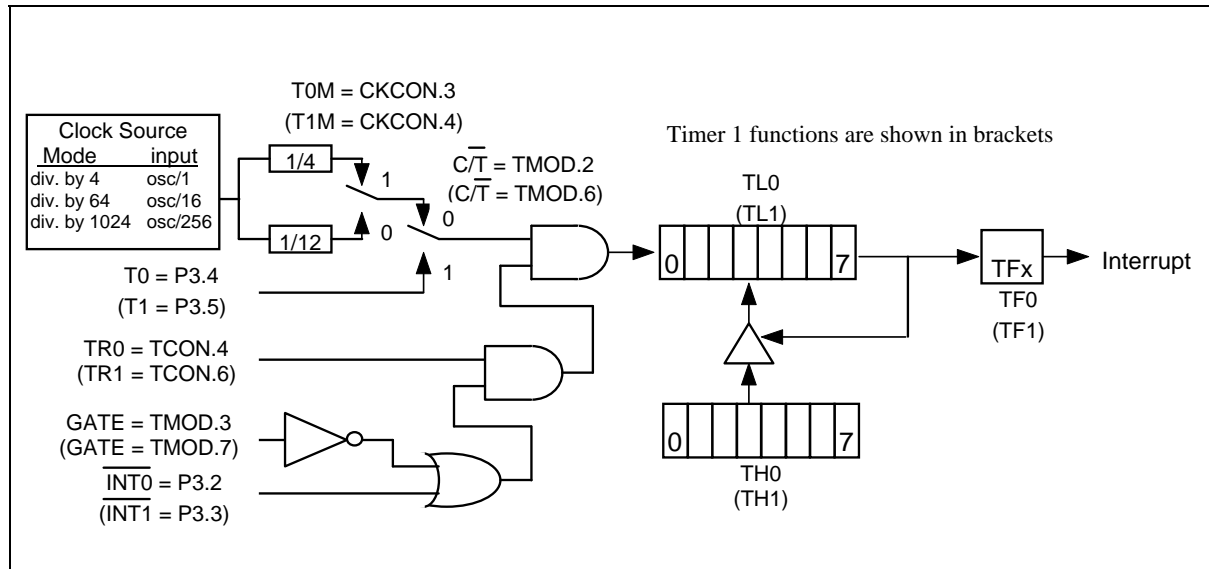 T0M = CKCON.3
(T1M = CKCON.4)
Clock Source
Mode input
div. by 4 osc/1
div. by 64 osc/16
div. by 1024 osc/256
1/4
1/12
1
0
C/T̅ = TMOD.2
(C/T̅ = TMOD.6)
0
1
T0 = P3.4
(T1 = P3.5)
TR0 = TCON.4
(TR1 = TCON.6)
GATE = TMOD.3
(GATE = TMOD.7)
I̅N̅T̅0̅ = P3.2
(I̅N̅T̅1̅ = P3.3)
Timer 1 functions are shown in brackets
TL0
(TL1)
0 7
TFx
TF0
(TF1)
Interrupt
0 7
TH0
(TH1)